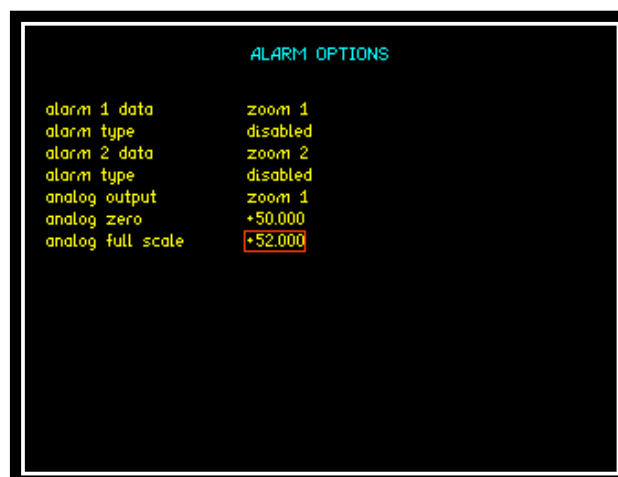 ALARM OPTIONS
alarm 1 data zoom 1
alarm type disabled
alarm 2 data zoom 2
alarm type disabled
analog output zoom 1
analog zero +50.000
analog full scale +52.000